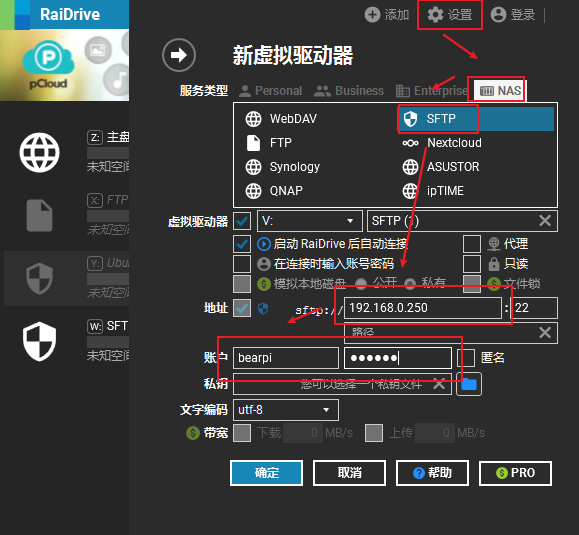 RaiDrive
添加 设置 登录
pCloud
新虚拟驱动器
服务类型 Personal Business Enterprise NAS
WebDAV SFTP
FTP Nextcloud
Synology ASUSTOR
QNAP ipTIME
Z: 主盘
未知空间
X: FTP
未知空间
Y: Ubu
未知空间
W: SFT
未知空间
虚拟驱动器 V: SFTP (1)
启动 RaiDrive 后自动连接 代理
在连接时输入账号密码 只读
模拟本地磁盘 公开 私有 文件锁
地址 sftp:// 192.168.0.250 : 22
路径
账户 bearpi ●●●●●● 匿名
私钥 您可以选择一个私钥文件
文字编码 utf-8
带宽 下载 0 MB/s 上传 0 MB/s
确定 取消 帮助 PRO